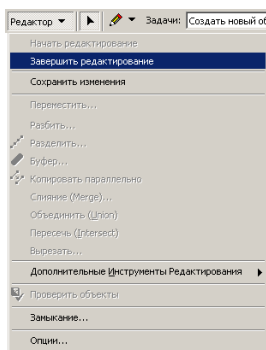 Редактор Задачи: Создать новый об
Начать редактирование
Завершить редактирование
Сохранить изменения
Переместить...
Разбить...
Разделить...
Буфер...
Копировать параллельно
Слияние (Merge)...
Объединить (Union)
Пересечь (Intersect)
Вырезать...
Дополнительные Инструменты Редактирования
Проверить объекты
Замыкание...
Опции...